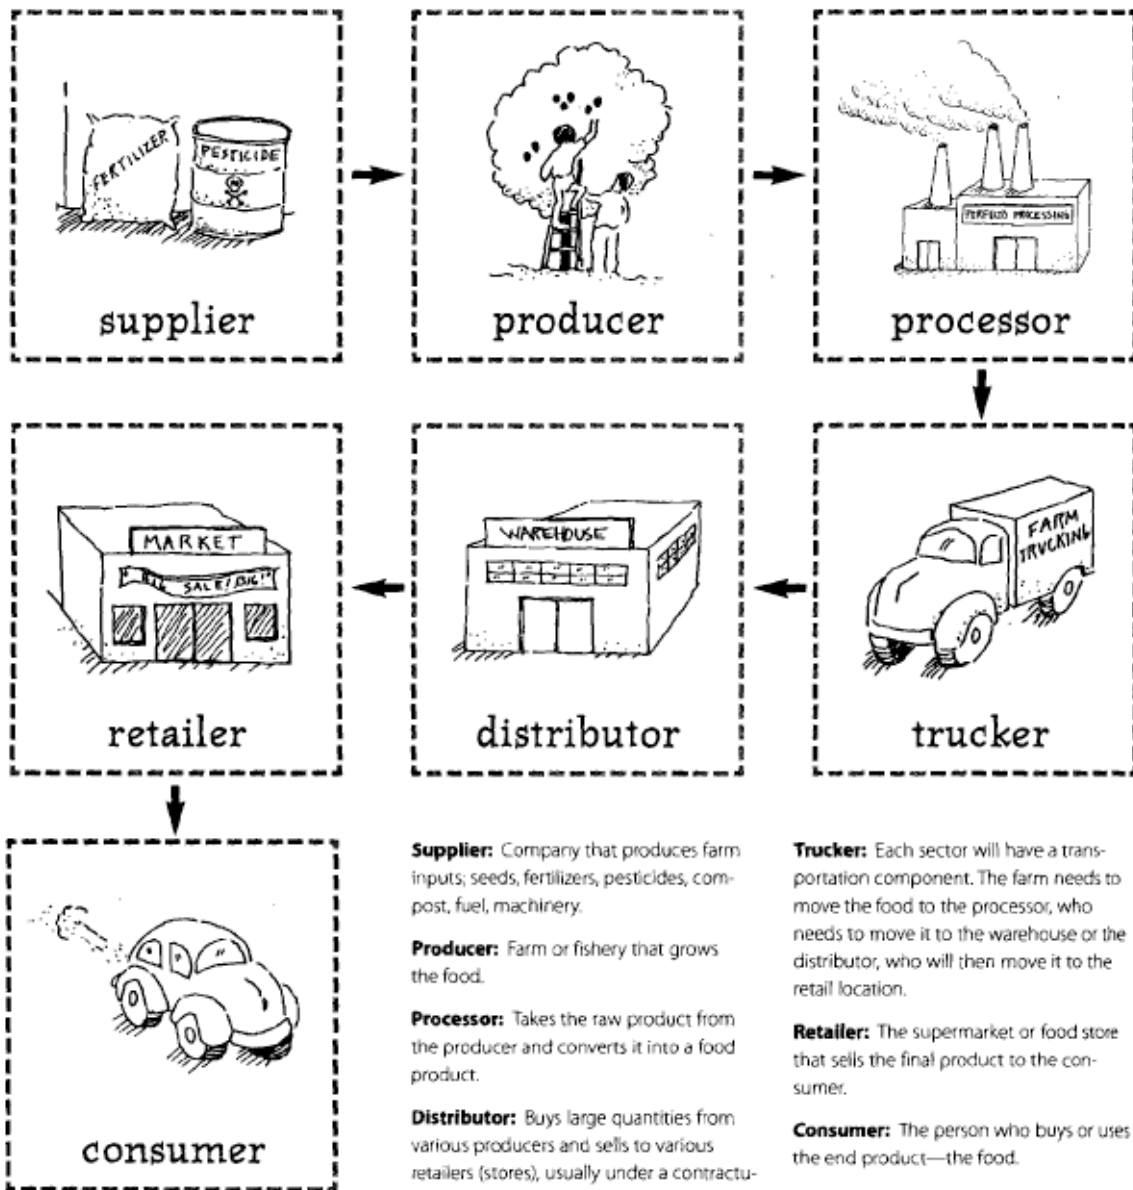 FERTILIZER
PESTICIDE
supplier
producer
PROCESSING
processor
MARKET
SALE! BIG!
retailer
WAREHOUSE
distributor
FARM
TRUCKING
trucker
consumer
Supplier: Company that produces farm
inputs; seeds, fertilizers, pesticides, com-
post, fuel, machinery.
Producer: Farm or fishery that grows
the food.
Processor: Takes the raw product from
the producer and converts it into a food
product.
Distributor: Buys large quantities from
various producers and sells to various
retailers (stores), usually under a contractu-
Trucker: Each sector will have a trans-
portation component. The farm needs to
move the food to the processor, who
needs to move it to the warehouse or the
distributor, who will then move it to the
retail location.
Retailer: The supermarket or food store
that sells the final product to the con-
sumer.
Consumer: The person who buys or uses
the end product—the food.